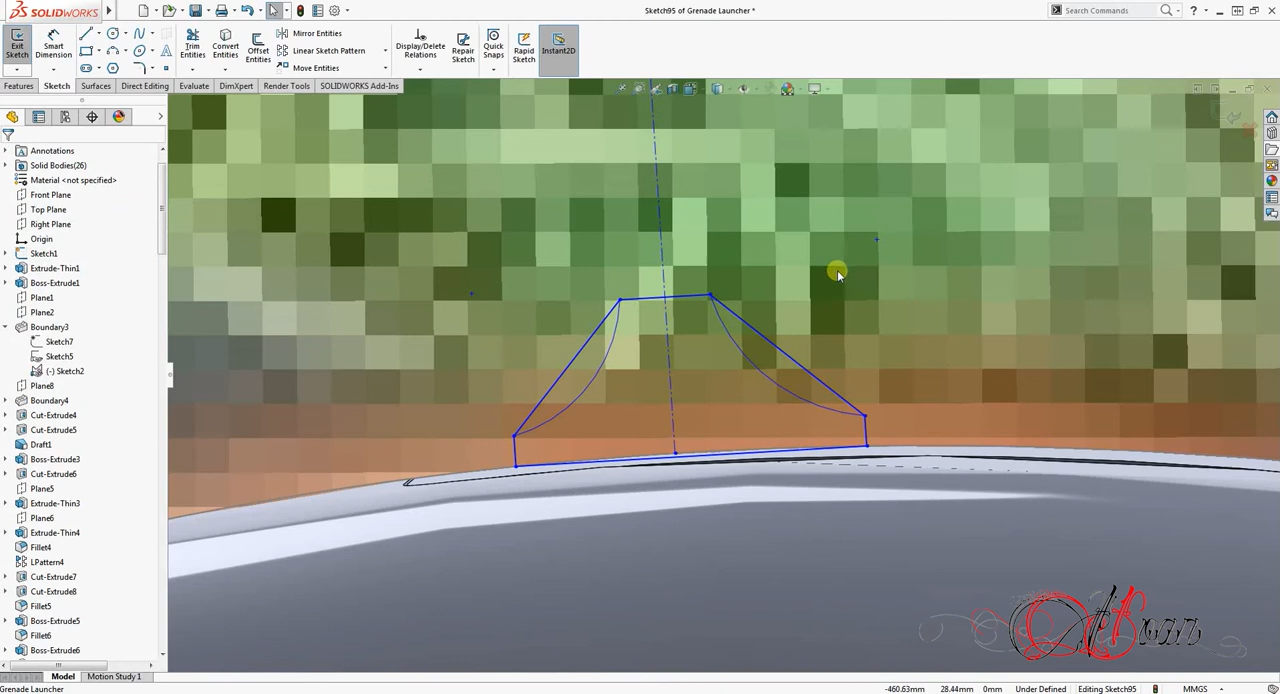 SOLIDWORKS
Sketch95 of Grenade Launcher *
Search Commands
Exit Sketch
Smart Dimension
Trim Entities
Convert Entities
Offset Entities
Mirror Entities
Linear Sketch Pattern
Move Entities
Display/Delete Relations
Repair Sketch
Quick Snaps
Rapid Sketch
Instant2D
Features
Sketch
Surfaces
Direct Editing
Evaluate
DimXpert
Render Tools
SOLIDWORKS Add-Ins
Annotations
Solid Bodies(26)
Material <not specified>
Front Plane
Top Plane
Right Plane
Origin
Sketch1
Extrude-Thin1
Boss-Extrude1
Plane1
Plane2
Boundary3
Sketch7
Sketch5
(-) Sketch2
Plane8
Boundary4
Cut-Extrude4
Cut-Extrude5
Draft1
Boss-Extrude3
Cut-Extrude6
Plane5
Extrude-Thin3
Plane6
Extrude-Thin4
Fillet4
LPattern4
Cut-Extrude7
Cut-Extrude8
Fillet5
Boss-Extrude5
Fillet6
Boss-Extrude6
Model
Motion Study 1
Grenade Launcher
-460.63mm
28.44mm
0mm
Under Defined
Editing Sketch95
MMGS